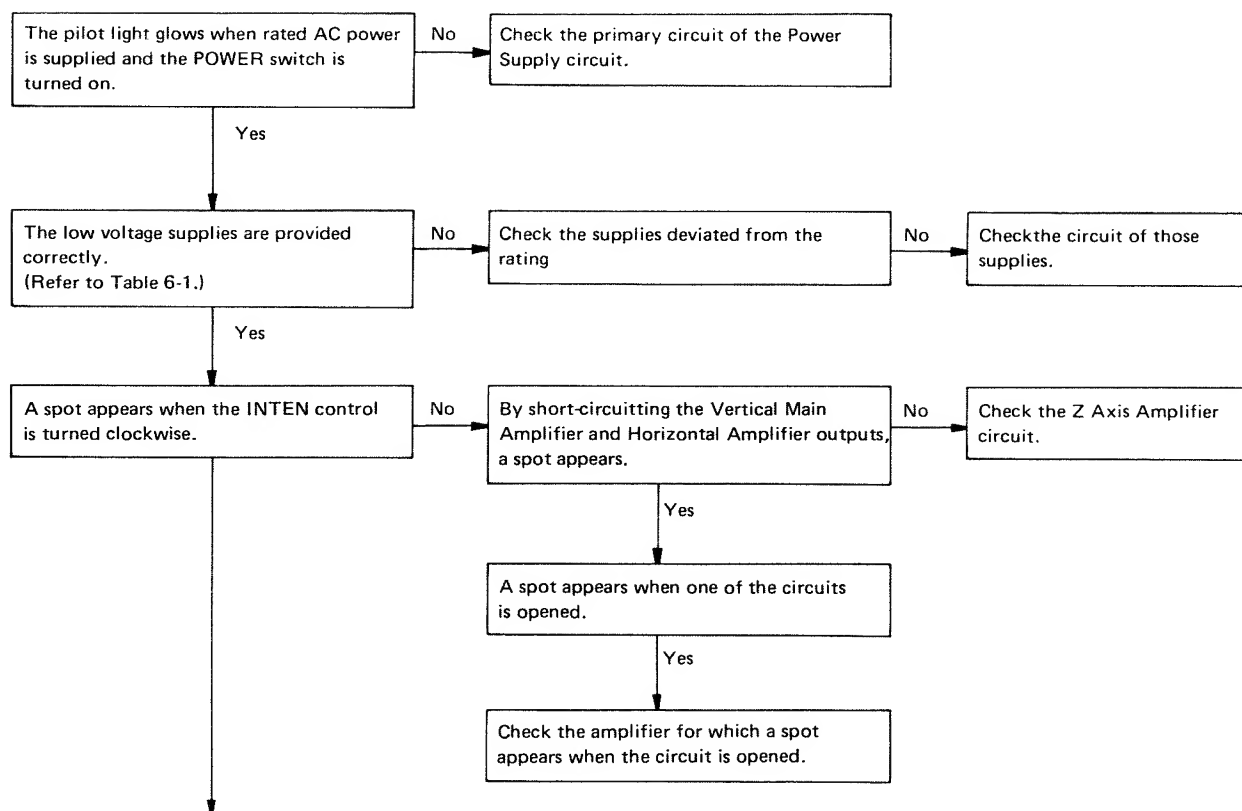 The pilot light glows when rated AC power
is supplied and the POWER switch is
turned on.
No
Check the primary circuit of the Power
Supply circuit.
Yes
The low voltage supplies are provided
correctly.
(Refer to Table 6-1.)
No
Check the supplies deviated from the
rating
No
Checkthe circuit of those
supplies.
Yes
A spot appears when the INTEN control
is turned clockwise.
No
By short-circuitting the Vertical Main
Amplifier and Horizontal Amplifier outputs,
a spot appears.
No
Check the Z Axis Amplifier
circuit.
Yes
A spot appears when one of the circuits
is opened.
Yes
Check the amplifier for which a spot
appears when the circuit is opened.